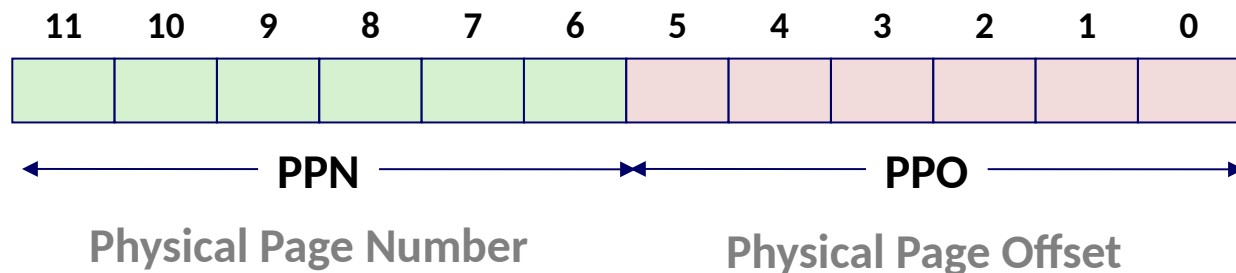 11 10 9 8 7 6 5 4 3 2 1 0
PPN PPO
Physical Page Number Physical Page Offset